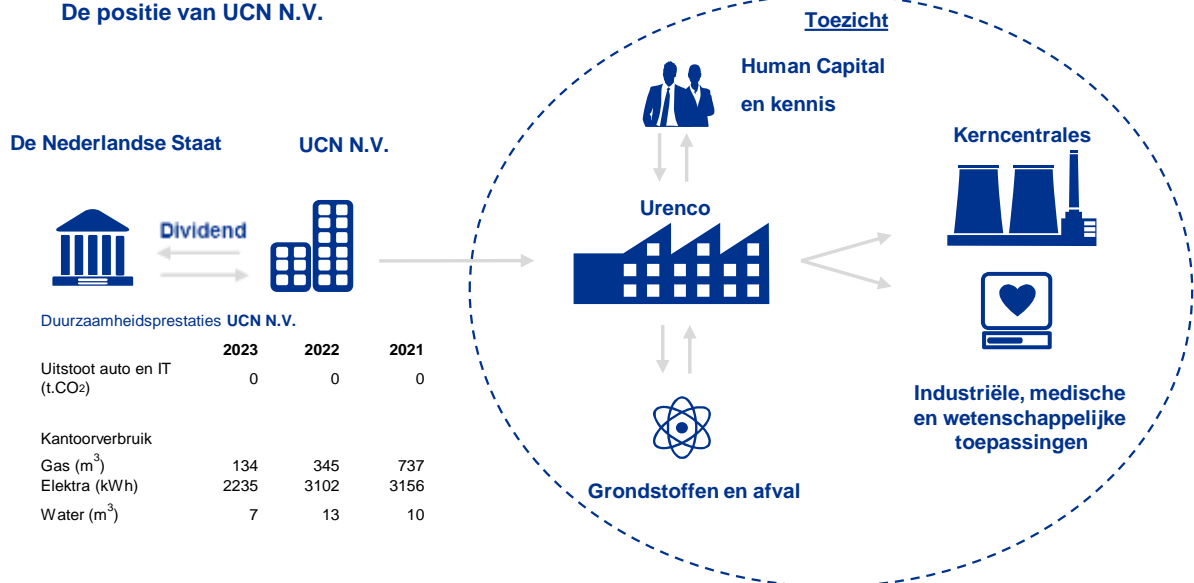 De positie van UCN N.V.
Toezicht
Human Capital
en kennis
De Nederlandse Staat
UCN N.V.
Kerncentrales
Dividend
Urenco
Duurzaamheidsprestaties UCN N.V.
2023 2022 2021
Uitstoot auto en IT
(t.CO2) 0 0 0
Kantoorverbruik
Gas (m³) 134 345 737
Elektra (kWh) 2235 3102 3156
Water (m³) 7 13 10
Grondstoffen en afval
Industriële, medische
en wetenschappelijke
toepassingen